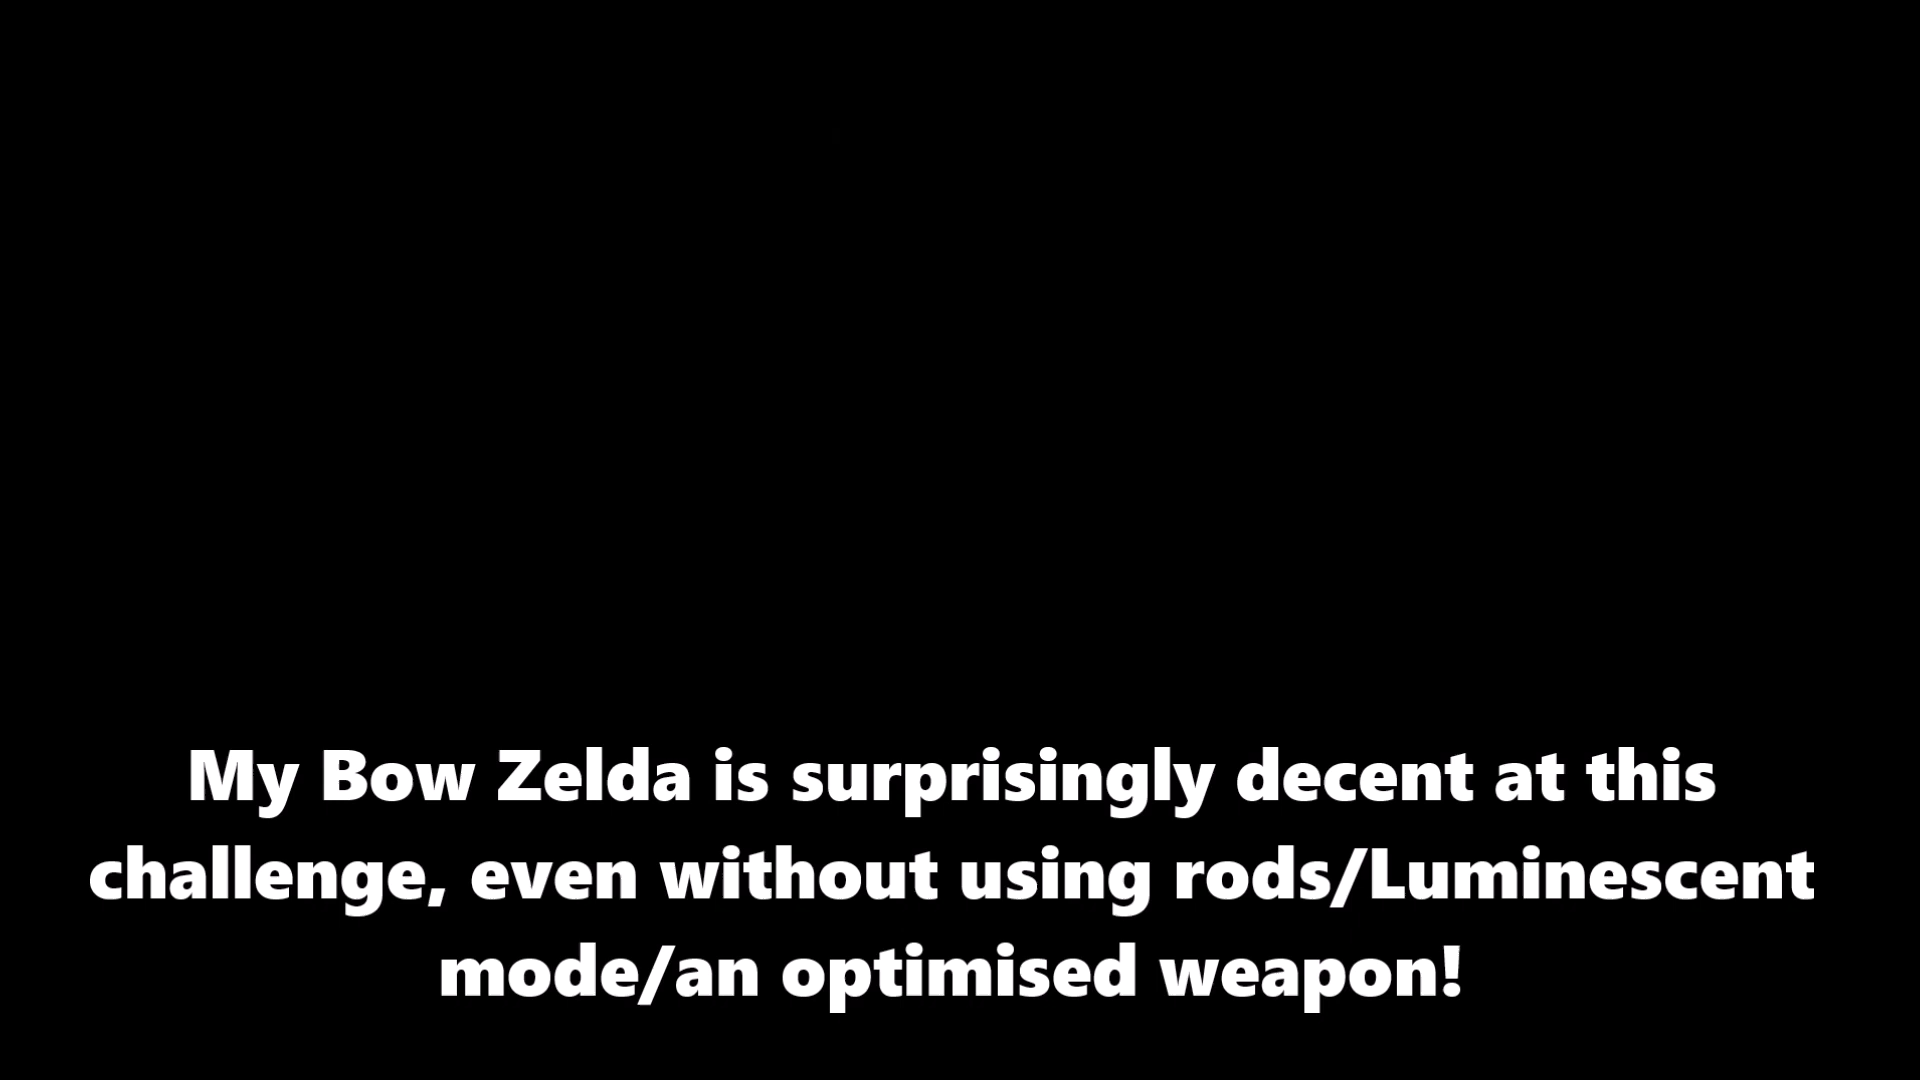 My Bow Zelda is surprisingly decent at this
challenge, even without using rods/Luminescent
mode/an optimised weapon!